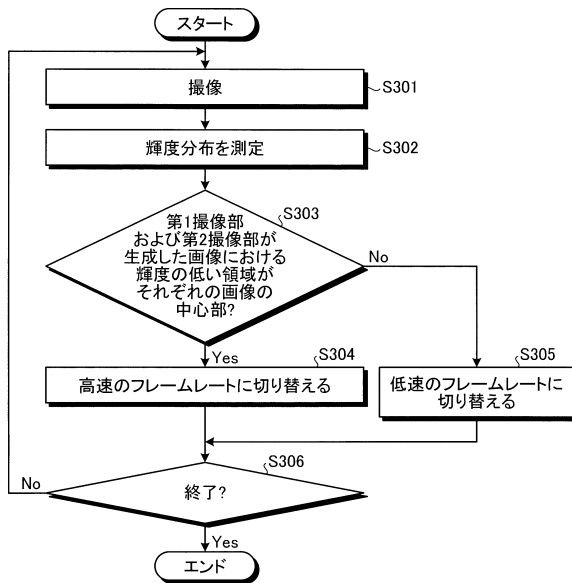 スタート
撮像
S301
輝度分布を測定
S302
S303
第1撮像部
および第2撮像部が
生成した画像における
輝度の低い領域が
それぞれの画像の
中心部?
No
Yes
S304
高速のフレームレートに切り替える
S305
低速のフレームレートに
切り替える
S306
終了?
No
Yes
エンド